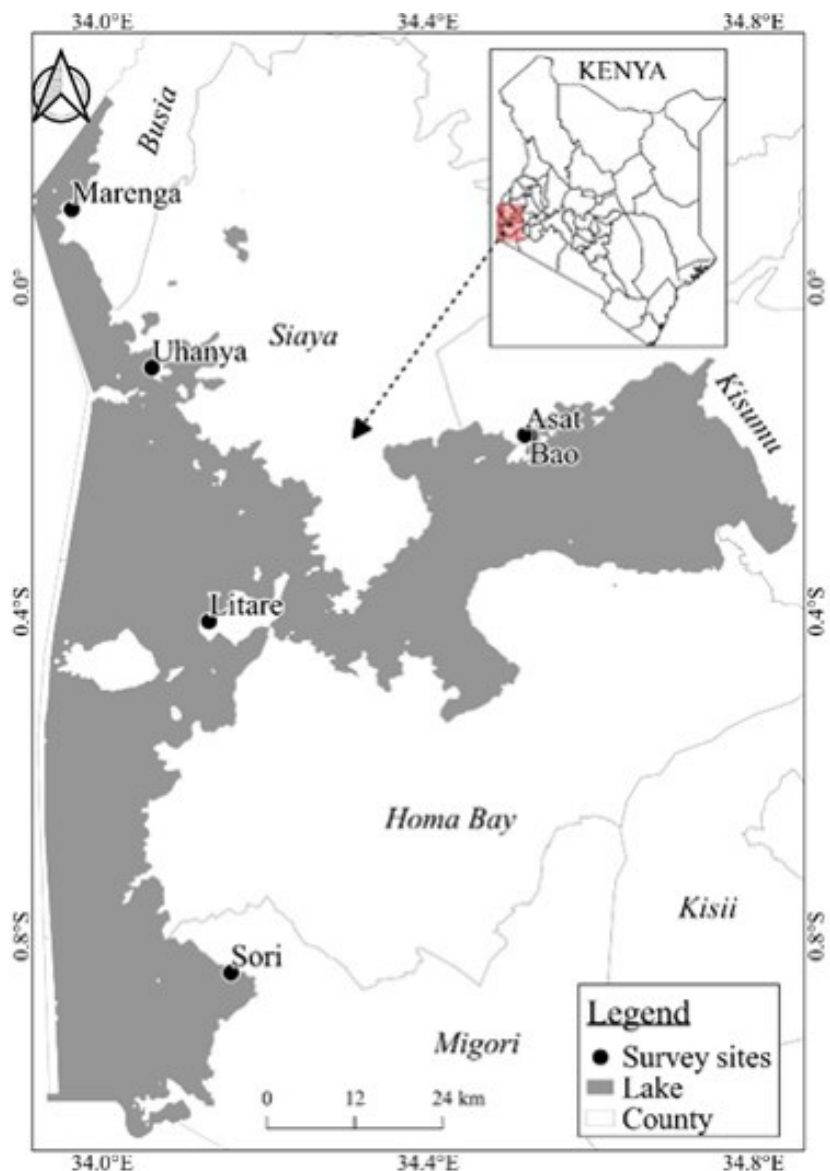 34.0°E 34.4°E 34.8°E
KENYA
Busia
Marenga
0.0°
0.0°
Siaya
Uhanya
Kisumu
Asat
Bao
0.4°S
0.4°S
Litare
Homa Bay
Kisii
0.8°S
0.8°S
Sori
Migori
Legend
Survey sites
Lake
County
0 12 24 km
34.0°E 34.4°E 34.8°E